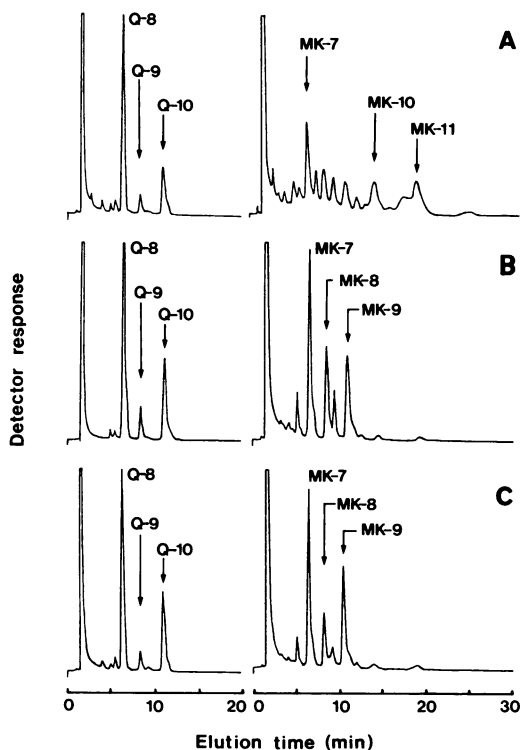 Q-8
Q-9
Q-10
MK-7
MK-10
MK-11
A
Q-8
Q-9
Q-10
MK-7
MK-8
MK-9
B
Q-8
Q-9
Q-10
MK-7
MK-8
MK-9
C
Detector response
0 10 20 0 10 20 30
Elution time (min)